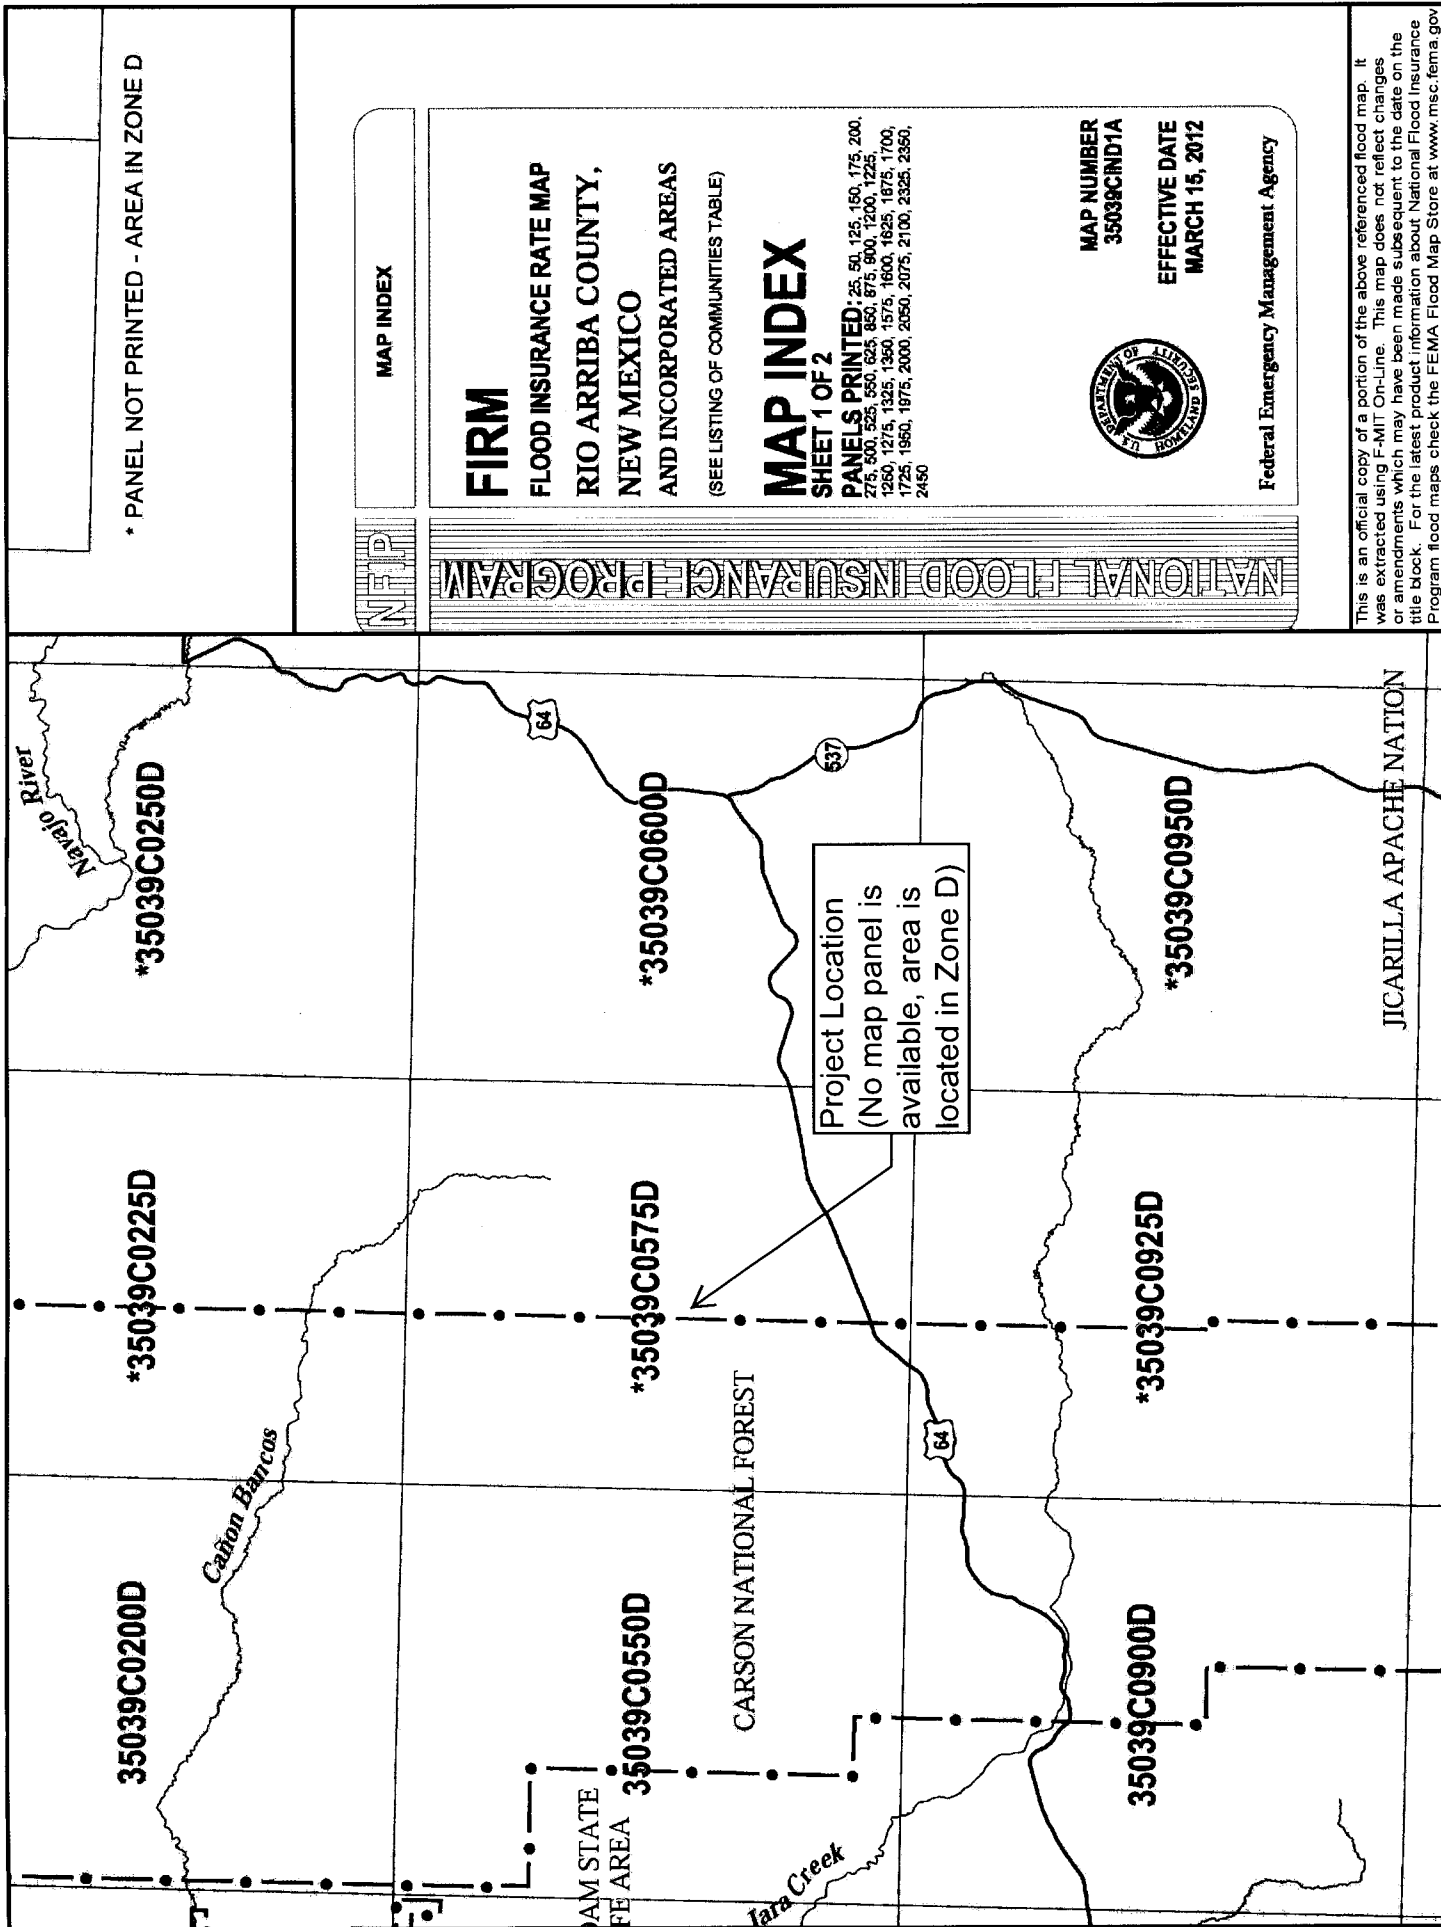 * PANEL NOT PRINTED - AREA IN ZONE D
NFIP
MAP INDEX
NATIONAL FLOOD INSURANCE PROGRAM
FIRM
FLOOD INSURANCE RATE MAP
RIO ARRIBA COUNTY,
NEW MEXICO
AND INCORPORATED AREAS
(SEE LISTING OF COMMUNITIES TABLE)
MAP INDEX
SHEET 1 OF 2
PANELS PRINTED: 25, 50, 125, 150, 175, 200,
275, 500, 525, 550, 625, 850, 875, 900, 1200, 1225,
1250, 1275, 1325, 1350, 1575, 1600, 1625, 1675, 1700,
1725, 1950, 1975, 2000, 2050, 2075, 2100, 2325, 2350,
2450
U.S. DEPARTMENT OF HOMELAND SECURITY
MAP NUMBER
35039CIND1A
EFFECTIVE DATE
MARCH 15, 2012
Federal Emergency Management Agency
This is an official copy of a portion of the above referenced flood map. It
was extracted using F-MIT On-Line. This map does not reflect changes
or amendments which may have been made subsequent to the date on the
title block. For the latest product information about National Flood Insurance
Program flood maps check the FEMA Flood Map Store at www.msc.fema.gov
Navajo River
*35039C0250D
*35039C0225D
35039C0200D
Cañon Bancos
64
*35039C0600D
*35039C0575D
35039C0550D
537
CARSON NATIONAL FOREST
DAM STATE
FE AREA
Project Location
(No map panel is
available, area is
located in Zone D)
64
Jara Creek
*35039C0950D
*35039C0925D
35039C0900D
JICARILLA APACHE NATION